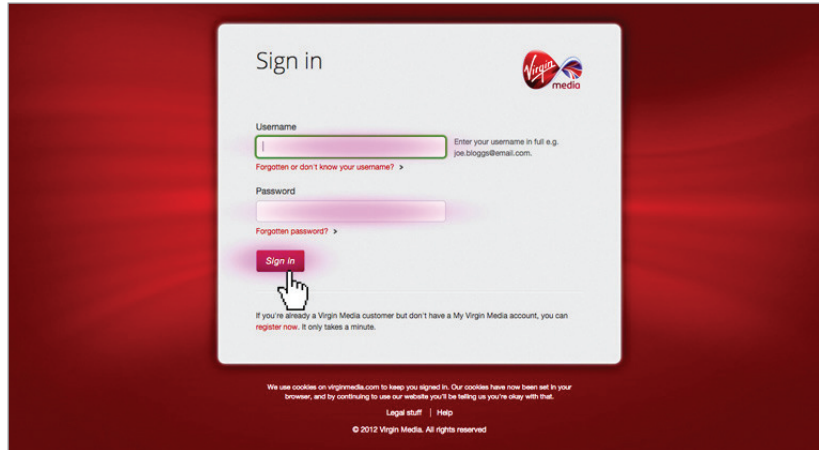 Sign in
Virgin
media
Username
Enter your username in full e.g.
joe.bloggs@email.com.
Forgotten or don't know your username? >
Password
Forgotten password? >
Sign in
If you're already a Virgin Media customer but don't have a My Virgin Media account, you can
register now. It only takes a minute.
We use cookies on virginmedia.com to keep you signed in. Our cookies have now been set in your
browser, and by continuing to use our website you'll be telling us you're okay with that.
Legal stuff | Help
© 2012 Virgin Media. All rights reserved